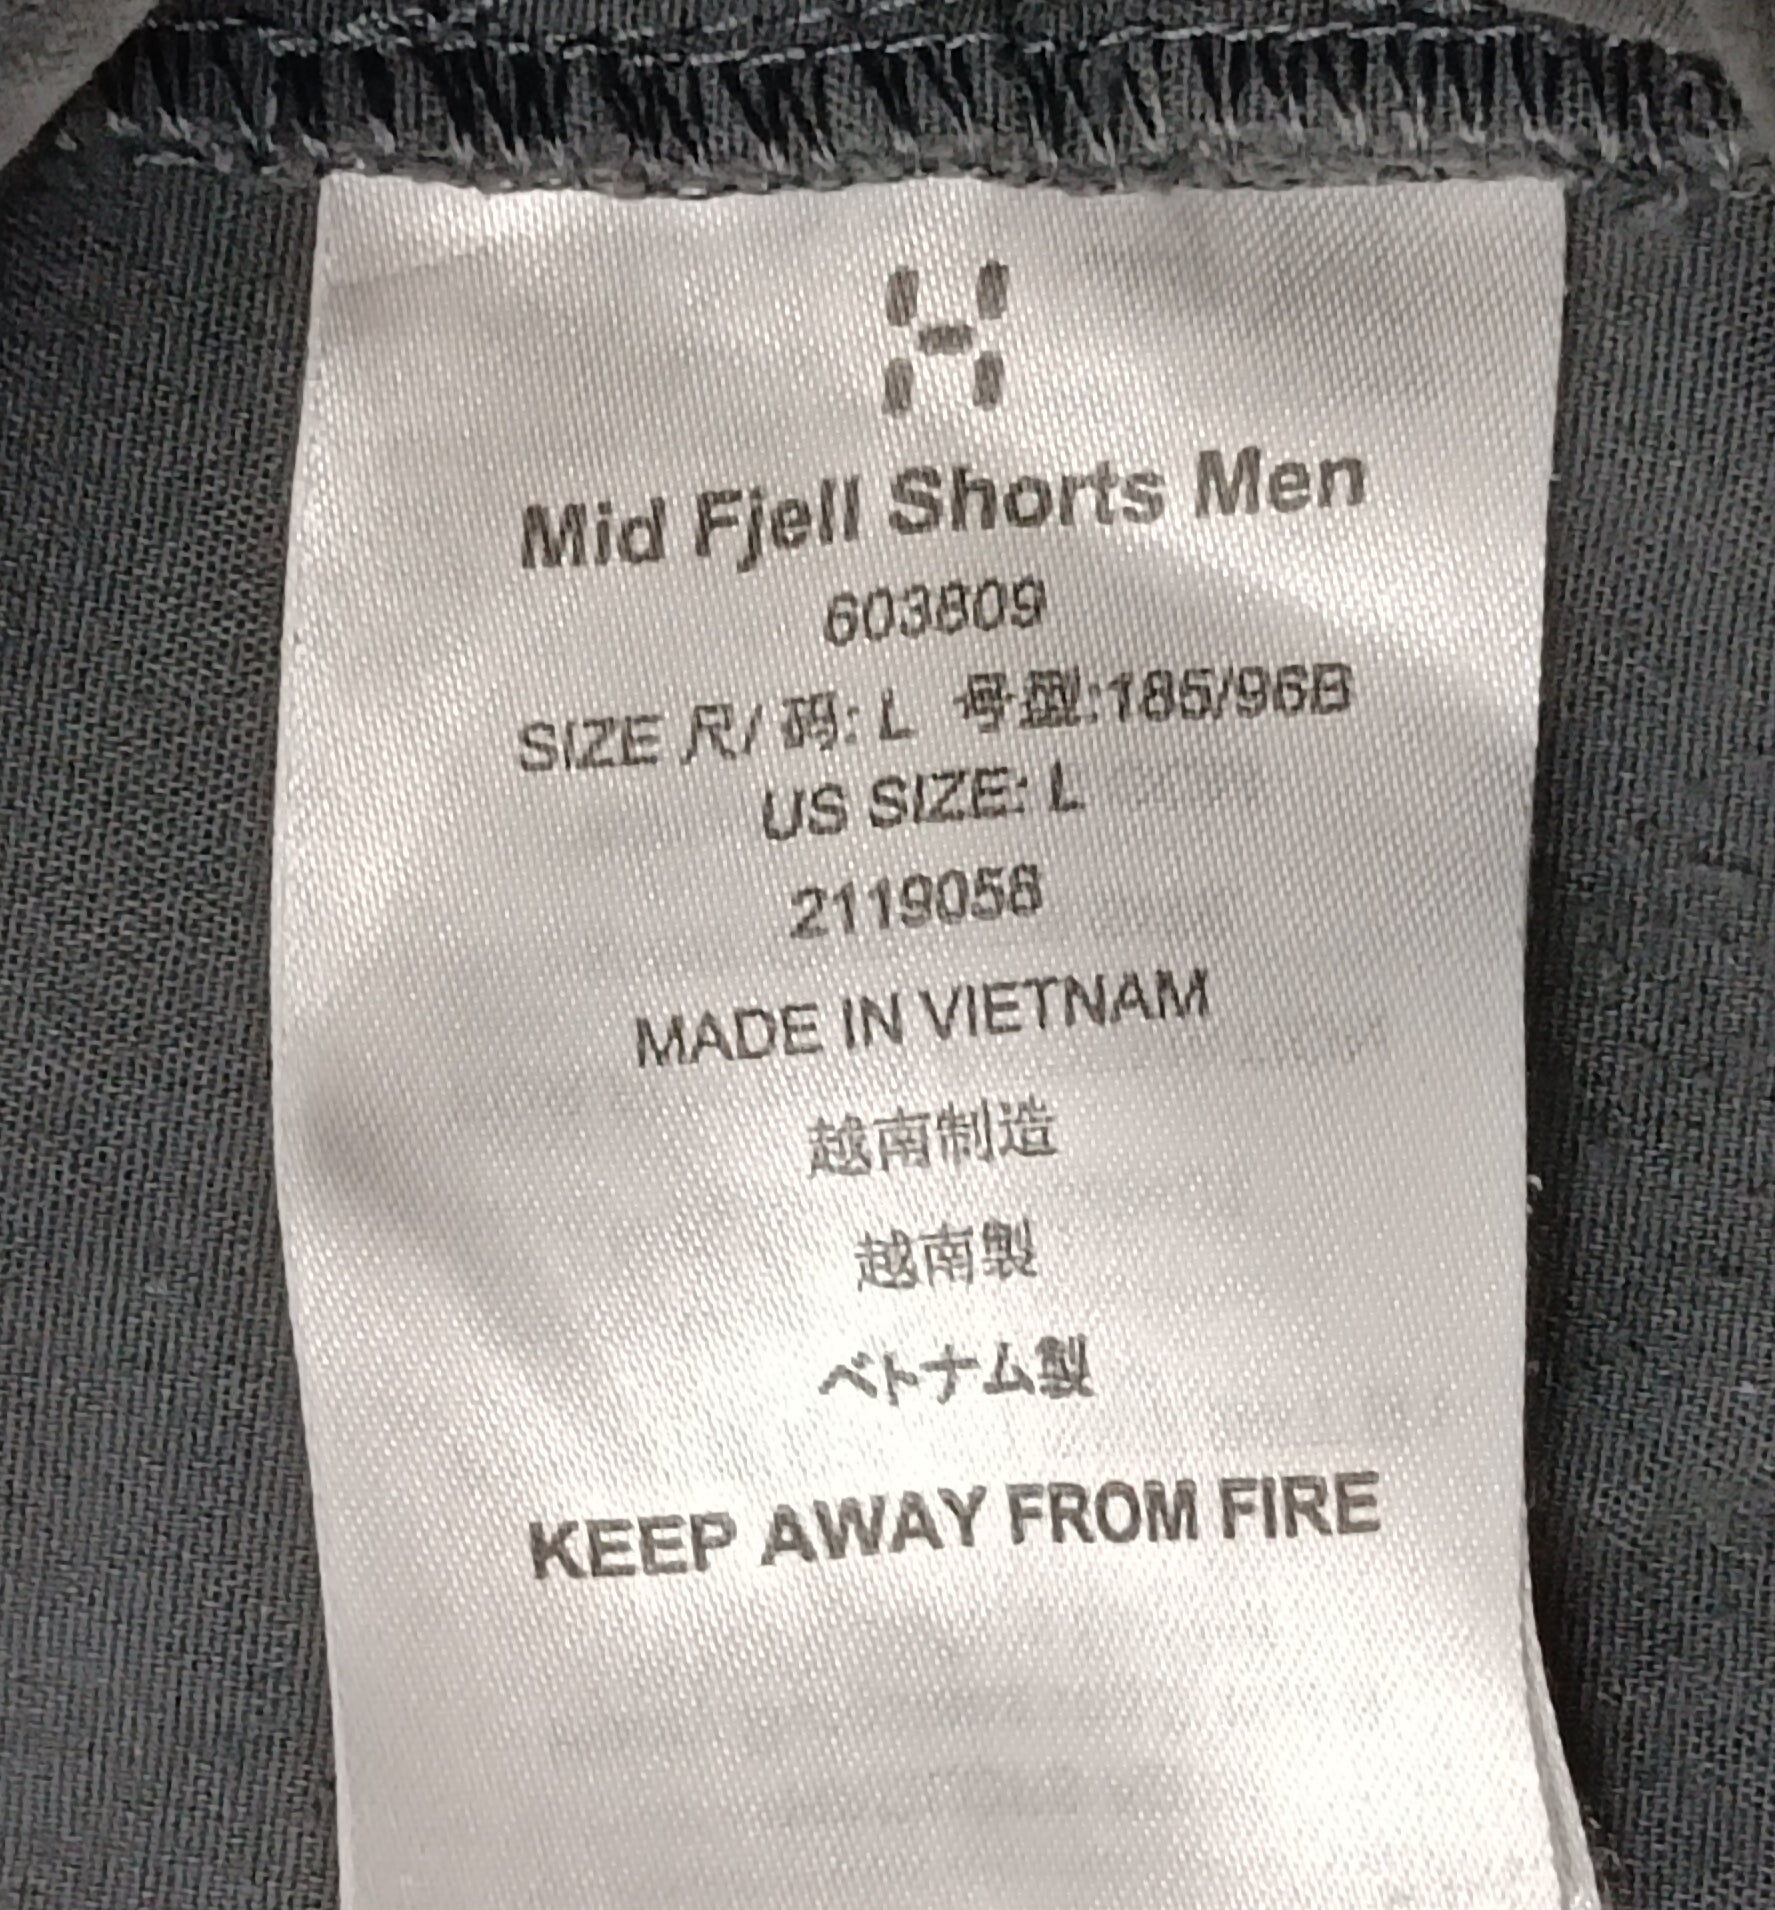 Mid Fjell Shorts Men
603809
SIZE 尺/ 码: L 号型:185/96B
US SIZE: L
2119058
MADE IN VIETNAM
越南制造
越南製
ベトナム製
KEEP AWAY FROM FIRE